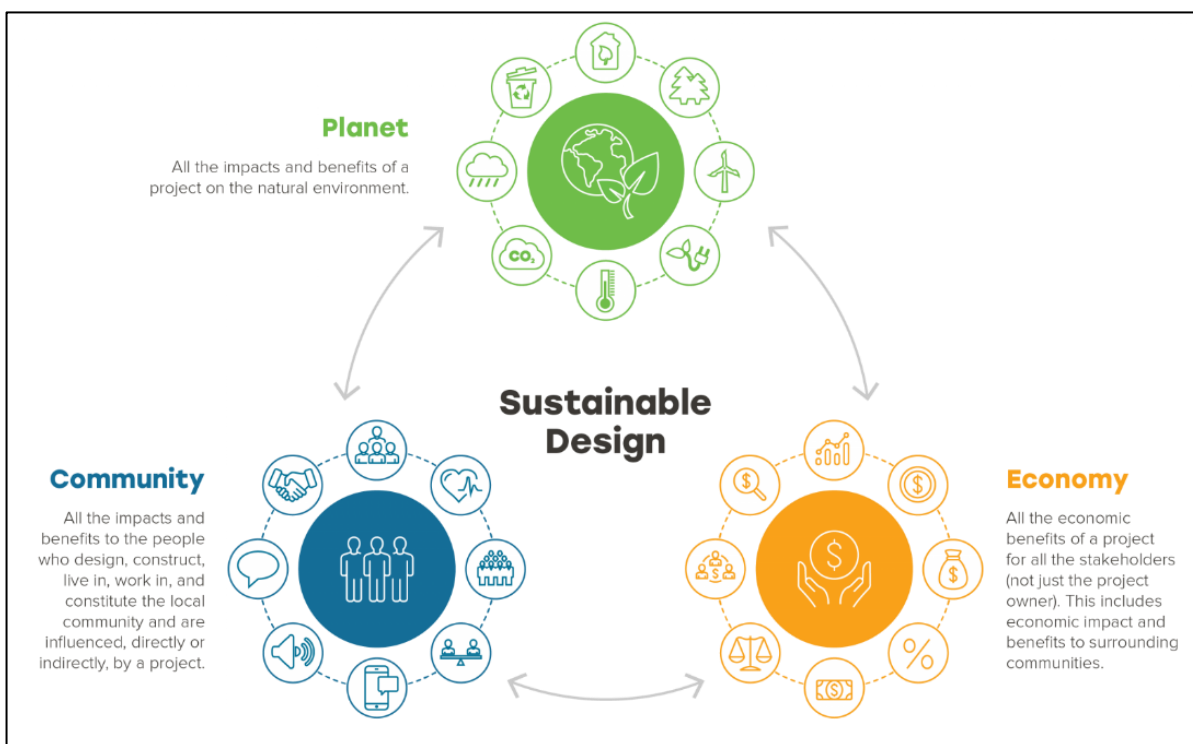 Planet
All the impacts and benefits of a
project on the natural environment.
CO₂
Sustainable
Design
Community
All the impacts and
benefits to the people
who design, construct,
live in, work in, and
constitute the local
community and are
influenced, directly or
indirectly, by a project.
Economy
All the economic
benefits of a project
for all the stakeholders
(not just the project
owner). This includes
economic impact and
benefits to surrounding
communities.
$
$
$
$
$
%
$